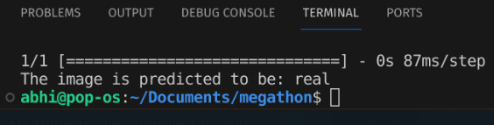 PROBLEMS OUTPUT DEBUG CONSOLE TERMINAL PORTS
1/1 [==============================] - 0s 87ms/step
The image is predicted to be: real
abhi@pop-os:~/Documents/megathon$